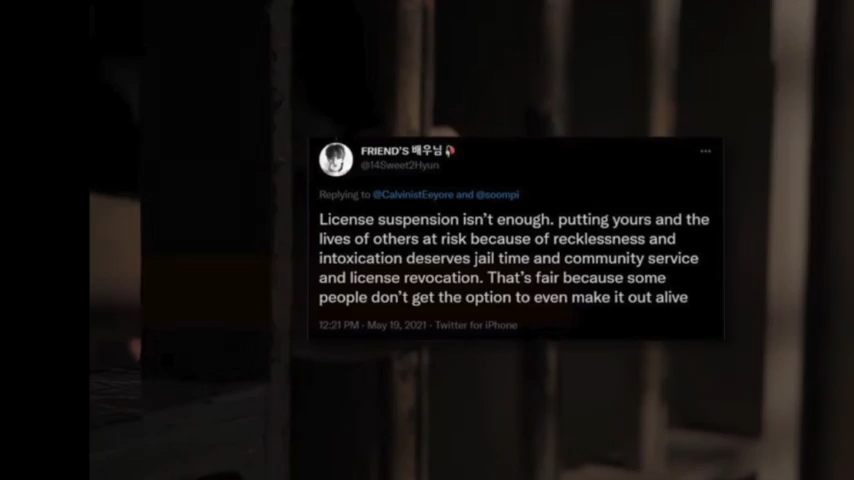 FRIEND'S 배우님🥀
@14Sweet2Hyun
Replying to @CalvinistEeyore and @soompi
License suspension isn't enough. putting yours and the
lives of others at risk because of recklessness and
intoxication deserves jail time and community service
and license revocation. That's fair because some
people don't get the option to even make it out alive
12:21 PM · May 19, 2021 · Twitter for iPhone